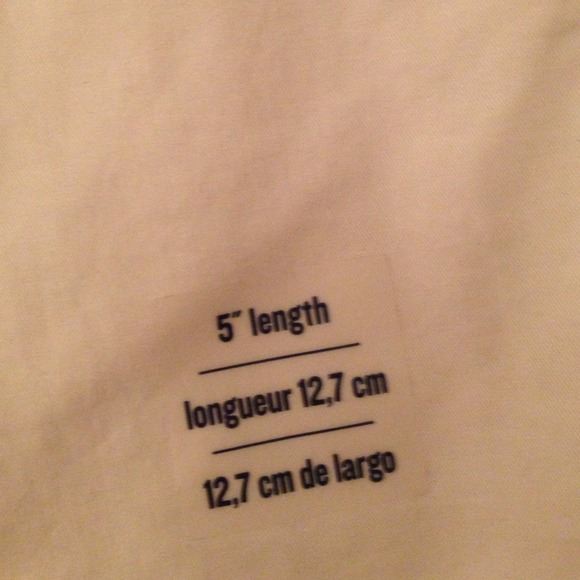 5″ length
longueur 12,7 cm
12,7 cm de largo